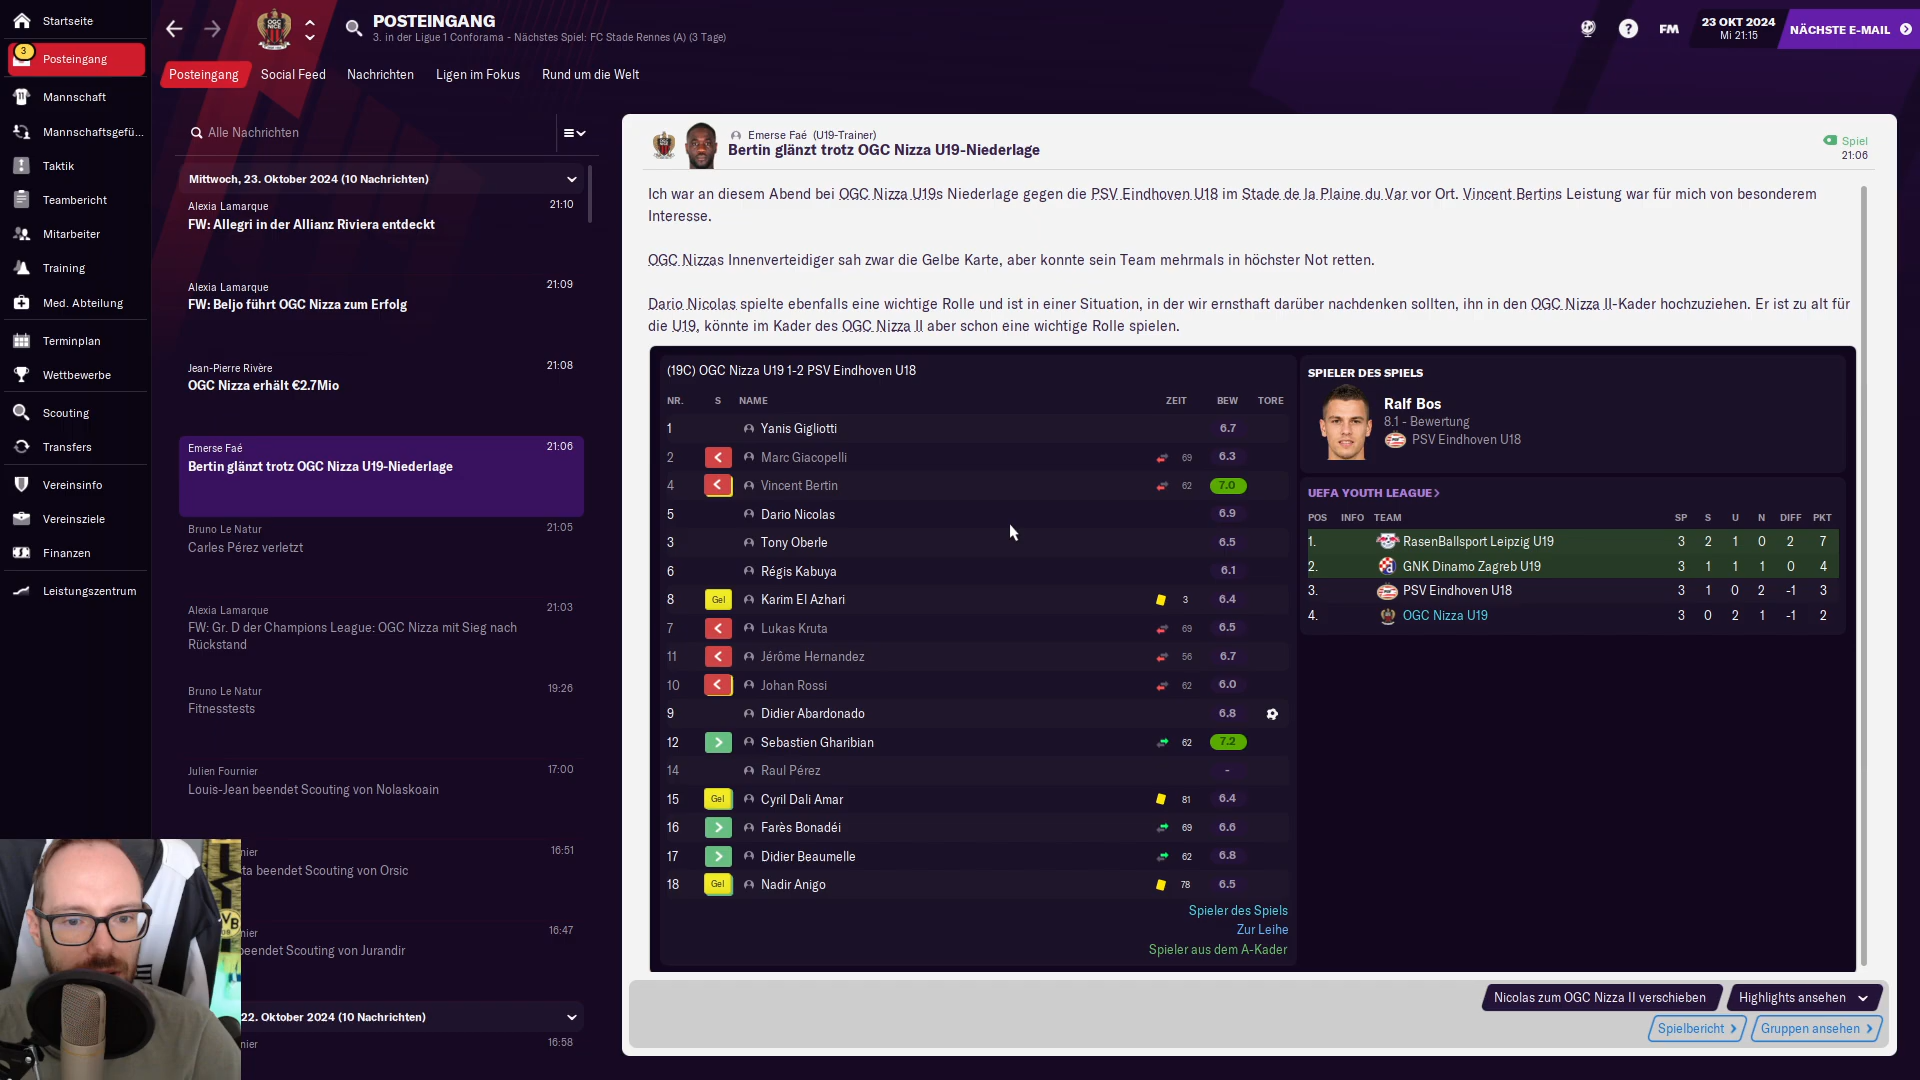 Startseite
3
Posteingang
Mannschaft
Mannschaftsgefü...
Taktik
Teambericht
Mitarbeiter
Training
Med. Abteilung
Terminplan
Wettbewerbe
Scouting
Transfers
Vereinsinfo
Vereinsziele
Finanzen
Leistungszentrum
POSTEINGANG
3. in der Ligue 1 Conforama - Nächstes Spiel: FC Stade Rennes (A) (3 Tage)
FM
23 OKT 2024
Mi 21:15
NÄCHSTE E-MAIL
Posteingang
Social Feed
Nachrichten
Ligen im Fokus
Rund um die Welt
Alle Nachrichten
Mittwoch, 23. Oktober 2024 (10 Nachrichten)
Alexia Lamarque 21:10
FW: Allegri in der Allianz Riviera entdeckt
Alexia Lamarque 21:09
FW: Beljo führt OGC Nizza zum Erfolg
Jean-Pierre Rivère 21:08
OGC Nizza erhält €2.7Mio
Emerse Faé 21:06
Bertin glänzt trotz OGC Nizza U19-Niederlage
Bruno Le Natur 21:05
Carles Pérez verletzt
Alexia Lamarque 21:03
FW: Gr. D der Champions League: OGC Nizza mit Sieg nach
Rückstand
Bruno Le Natur 19:26
Fitnesstests
Julien Fournier 17:00
Louis-Jean beendet Scouting von Nolaskoain
nier 16:51
ta beendet Scouting von Orsic
nier 16:47
beendet Scouting von Jurandir
22. Oktober 2024 (10 Nachrichten)
nier 16:58
Emerse Faé (U19-Trainer)
Bertin glänzt trotz OGC Nizza U19-Niederlage
Spiel
21:06
Ich war an diesem Abend bei OGC Nizza U19s Niederlage gegen die PSV Eindhoven U18 im Stade de la Plaine du Var vor Ort. Vincent Bertins Leistung war für mich von besonderem
Interesse.
OGC Nizzas Innenverteidiger sah zwar die Gelbe Karte, aber konnte sein Team mehrmals in höchster Not retten.
Dario Nicolas spielte ebenfalls eine wichtige Rolle und ist in einer Situation, in der wir ernsthaft darüber nachdenken sollten, ihn in den OGC Nizza II-Kader hochzuziehen. Er ist zu alt für
die U19, könnte im Kader des OGC Nizza II aber schon eine wichtige Rolle spielen.
(19C) OGC Nizza U19 1-2 PSV Eindhoven U18
NR. S NAME ZEIT BEW TORE
1 Yanis Gigliotti 6.7
2 Marc Giacopelli 69 6.3
4 Vincent Bertin 62 7.0
5 Dario Nicolas 6.9
3 Tony Oberle 6.5
6 Régis Kabuya 6.1
8 Gel Karim El Azhari 3 6.4
7 Lukas Kruta 69 6.5
11 Jérôme Hernandez 56 6.7
10 Johan Rossi 62 6.0
9 Didier Abardonado 6.8
12 Sebastien Gharibian 62 7.2
14 Raul Pérez -
15 Gel Cyril Dali Amar 81 6.4
16 Farès Bonadéi 69 6.6
17 Didier Beaumelle 62 6.8
18 Gel Nadir Anigo 78 6.5
Spieler des Spiels
Zur Leihe
Spieler aus dem A-Kader
SPIELER DES SPIELS
Ralf Bos
8.1 - Bewertung
PSV Eindhoven U18
UEFA YOUTH LEAGUE
POS INFO TEAM SP S U N DIFF PKT
1. RasenBallsport Leipzig U19 3 2 1 0 2 7
2. GNK Dinamo Zagreb U19 3 1 1 1 0 4
3. PSV Eindhoven U18 3 1 0 2 -1 3
4. OGC Nizza U19 3 0 2 1 -1 2
Nicolas zum OGC Nizza II verschieben
Highlights ansehen
Spielbericht
Gruppen ansehen